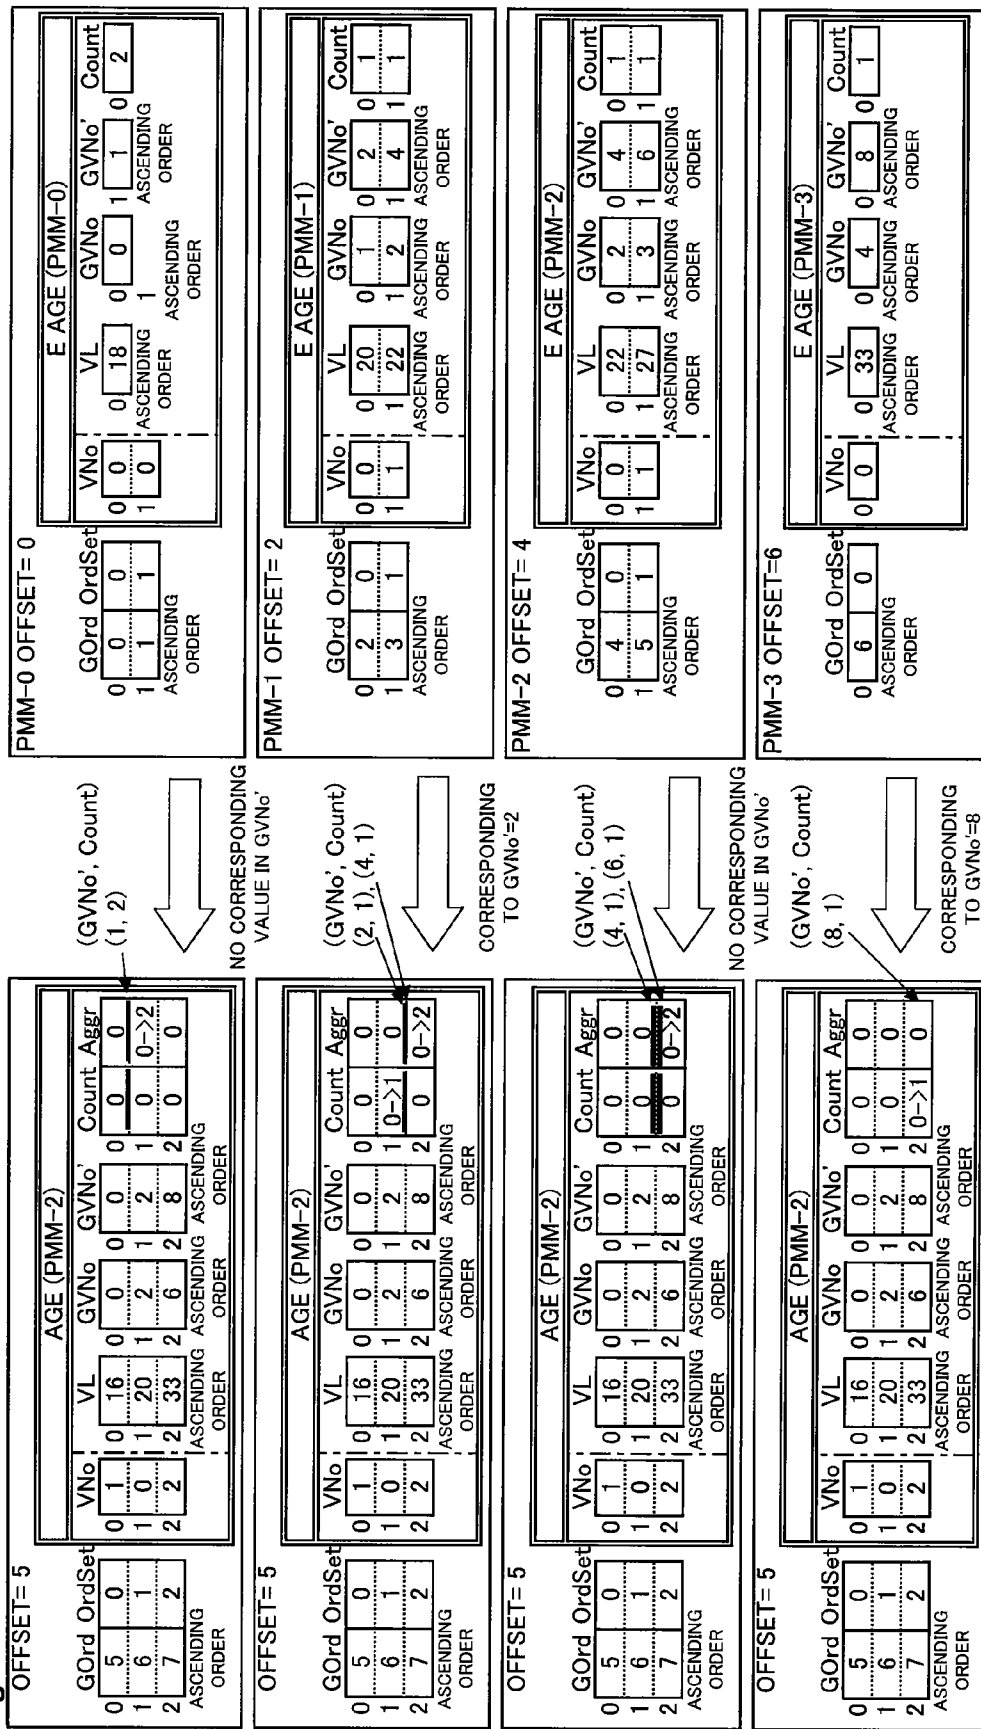 OFFSET= 5
AGE (PMM-2)
GOrd OrdSet VNo VL GVNo GVNo' Count Aggr
0 5 0 0 1 0 16 0 0 0 0 0 0 0
1 6 1 1 0 1 20 1 2 1 2 1 0 0->2
2 7 2 2 2 2 33 2 6 2 8 2 0 0
ASCENDING ORDER ASCENDING ORDER ASCENDING ORDER ASCENDING ORDER
(GVNo', Count)
(1, 2)
NO CORRESPONDING
VALUE IN GVNo'
PMM-0 OFFSET= 0
E AGE (PMM-0)
GOrd OrdSet VNo VL GVNo GVNo' Count
0 0 0 0 0 0 18 0 0 1 1 0 2
1 1 1 1 0 1
ASCENDING ORDER ASCENDING ORDER ASCENDING ORDER ASCENDING ORDER
OFFSET= 5
AGE (PMM-2)
GOrd OrdSet VNo VL GVNo GVNo' Count Aggr
0 5 0 0 1 0 16 0 0 0 0 0 0 0
1 6 1 1 0 1 20 1 2 1 2 1 0->1 0
2 7 2 2 2 2 33 2 6 2 8 2 0 0->2
ASCENDING ORDER ASCENDING ORDER ASCENDING ORDER ASCENDING ORDER
(GVNo', Count)
(2, 1), (4, 1)
CORRESPONDING
TO GVNo'=2
PMM-1 OFFSET= 2
E AGE (PMM-1)
GOrd OrdSet VNo VL GVNo GVNo' Count
0 2 0 0 0 0 20 0 1 0 2 0 1
1 3 1 1 1 1 22 1 2 1 4 1 1
ASCENDING ORDER ASCENDING ORDER ASCENDING ORDER ASCENDING ORDER
OFFSET= 5
AGE (PMM-2)
GOrd OrdSet VNo VL GVNo GVNo' Count Aggr
0 5 0 0 1 0 16 0 0 0 0 0 0 0
1 6 1 1 0 1 20 1 2 1 2 1 0 0
2 7 2 2 2 2 33 2 6 2 8 2 0 0->2
ASCENDING ORDER ASCENDING ORDER ASCENDING ORDER ASCENDING ORDER
(GVNo', Count)
(4, 1), (6, 1)
NO CORRESPONDING
VALUE IN GVNo'
PMM-2 OFFSET= 4
E AGE (PMM-2)
GOrd OrdSet VNo VL GVNo GVNo' Count
0 4 0 0 0 0 22 0 2 0 4 0 1
1 5 1 1 1 1 27 1 3 1 6 1 1
ASCENDING ORDER ASCENDING ORDER ASCENDING ORDER ASCENDING ORDER
OFFSET= 5
AGE (PMM-2)
GOrd OrdSet VNo VL GVNo GVNo' Count Aggr
0 5 0 0 1 0 16 0 0 0 0 0 0 0
1 6 1 1 0 1 20 1 2 1 2 1 0 0
2 7 2 2 2 2 33 2 6 2 8 2 0->1 0
ASCENDING ORDER ASCENDING ORDER ASCENDING ORDER ASCENDING ORDER
(GVNo', Count)
(8, 1)
CORRESPONDING
TO GVNo'=8
PMM-3 OFFSET=6
E AGE (PMM-3)
GOrd OrdSet VNo VL GVNo GVNo' Count
0 6 0 0 0 0 33 0 4 0 8 0 1
ASCENDING ORDER ASCENDING ORDER ASCENDING ORDER ASCENDING ORDER